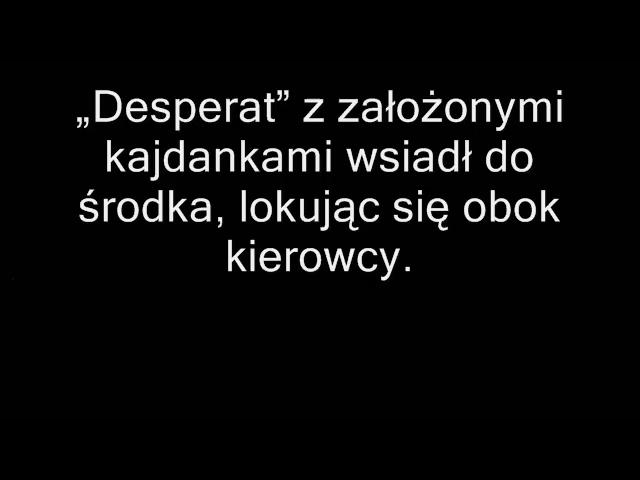 „Desperat” z założonymi
kajdankami wsiadł do
środka, lokując się obok
kierowcy.